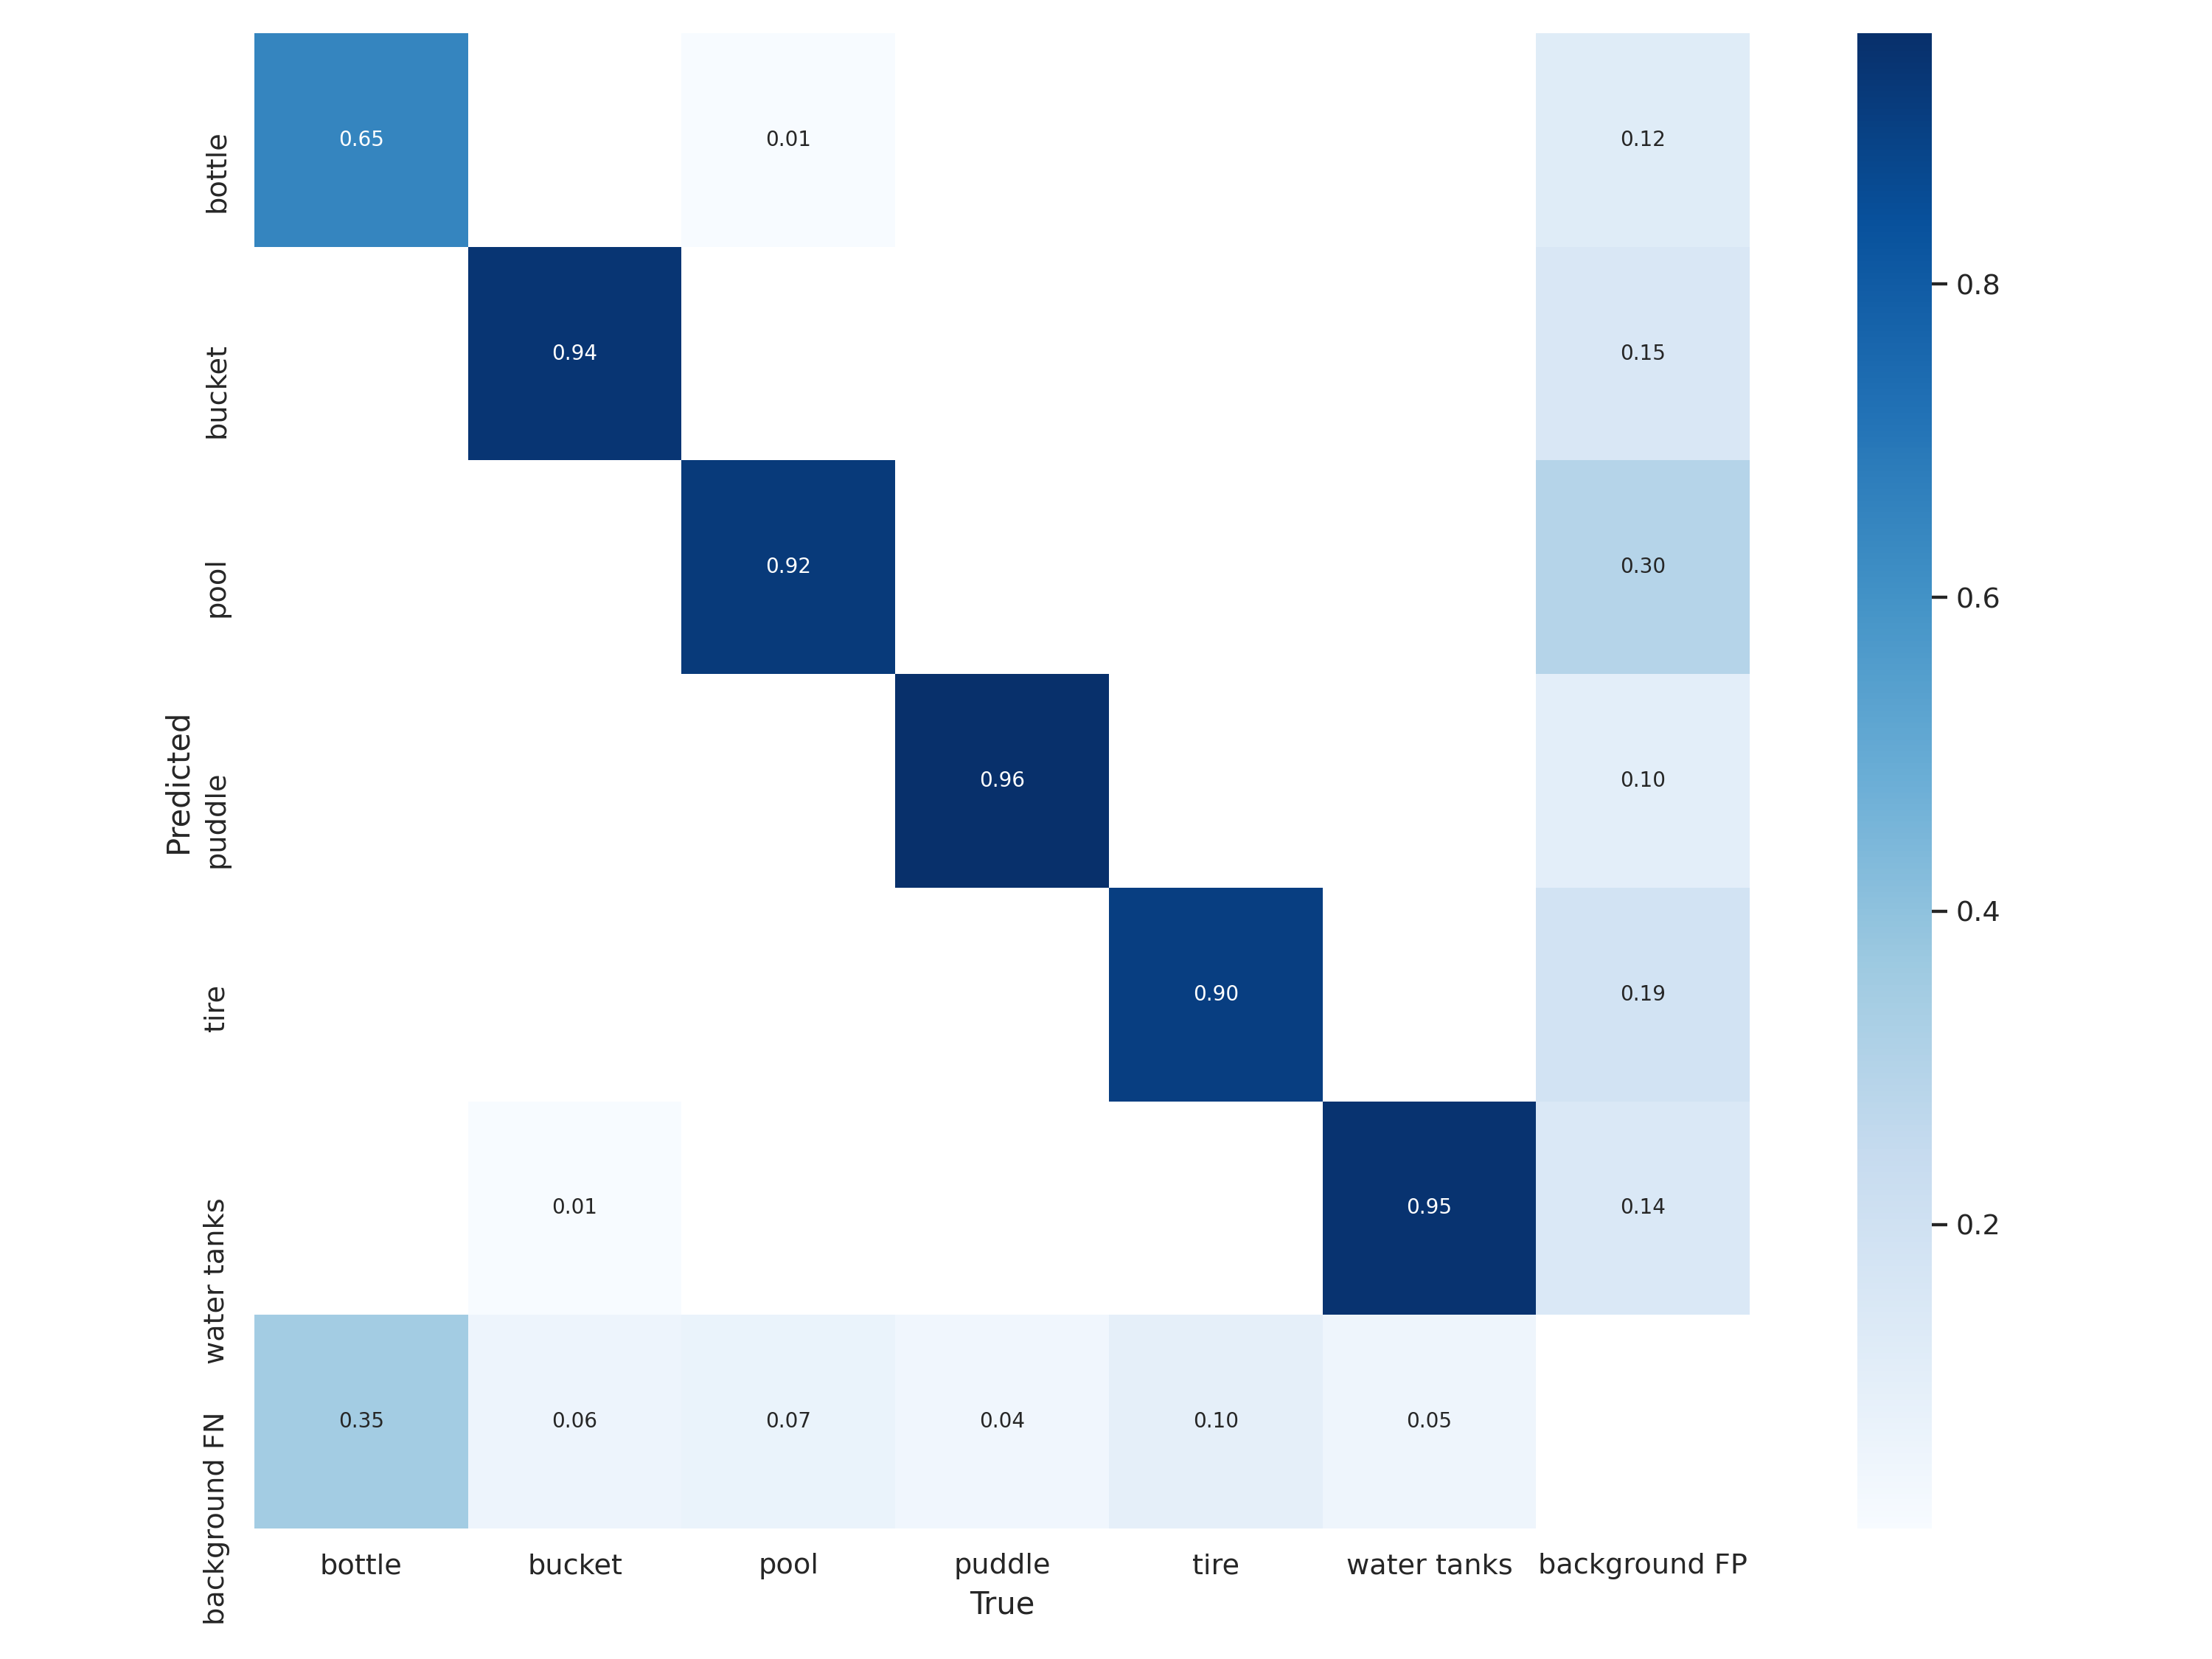 bottle 0.65 0.01 0.12
0.8
bucket 0.94 0.15
pool 0.92 0.30
0.6
Predicted
puddle 0.96 0.10
0.4
tire 0.90 0.19
water tanks 0.01 0.95 0.14
0.2
background FN 0.35 0.06 0.07 0.04 0.10 0.05
bottle bucket pool puddle tire water tanks background FP
True